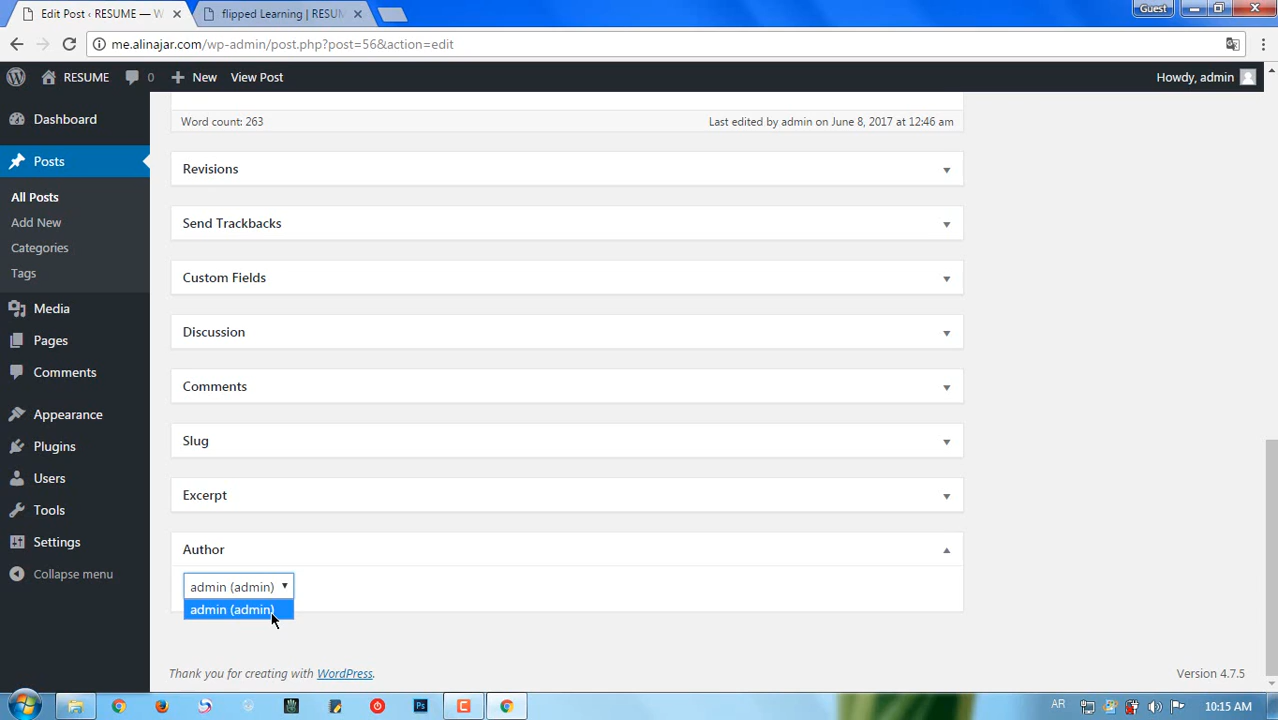 Edit Post ‹ RESUME — W
flipped Learning | RESUM
Guest
me.alinajar.com/wp-admin/post.php?post=56&action=edit
RESUME
0
New
View Post
Howdy, admin
Dashboard
Posts
All Posts
Add New
Categories
Tags
Media
Pages
Comments
Appearance
Plugins
Users
Tools
Settings
Collapse menu
Word count: 263
Last edited by admin on June 8, 2017 at 12:46 am
Revisions
Send Trackbacks
Custom Fields
Discussion
Comments
Slug
Excerpt
Author
admin (admin)
admin (admin)
Thank you for creating with WordPress.
Version 4.7.5
Ps
AR
10:15 AM